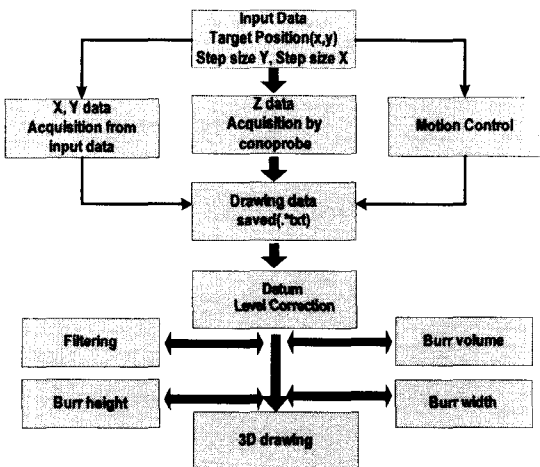 Input Data
Target Position(x,y)
Step size Y, Step size X
X, Y data
Acquisition from
input data
Z data
Acquisition by
conoprobe
Motion Control
Drawing data
saved(.*txt)
Datum
Level Correction
Filtering
Burr volume
Burr height
Burr width
3D drawing